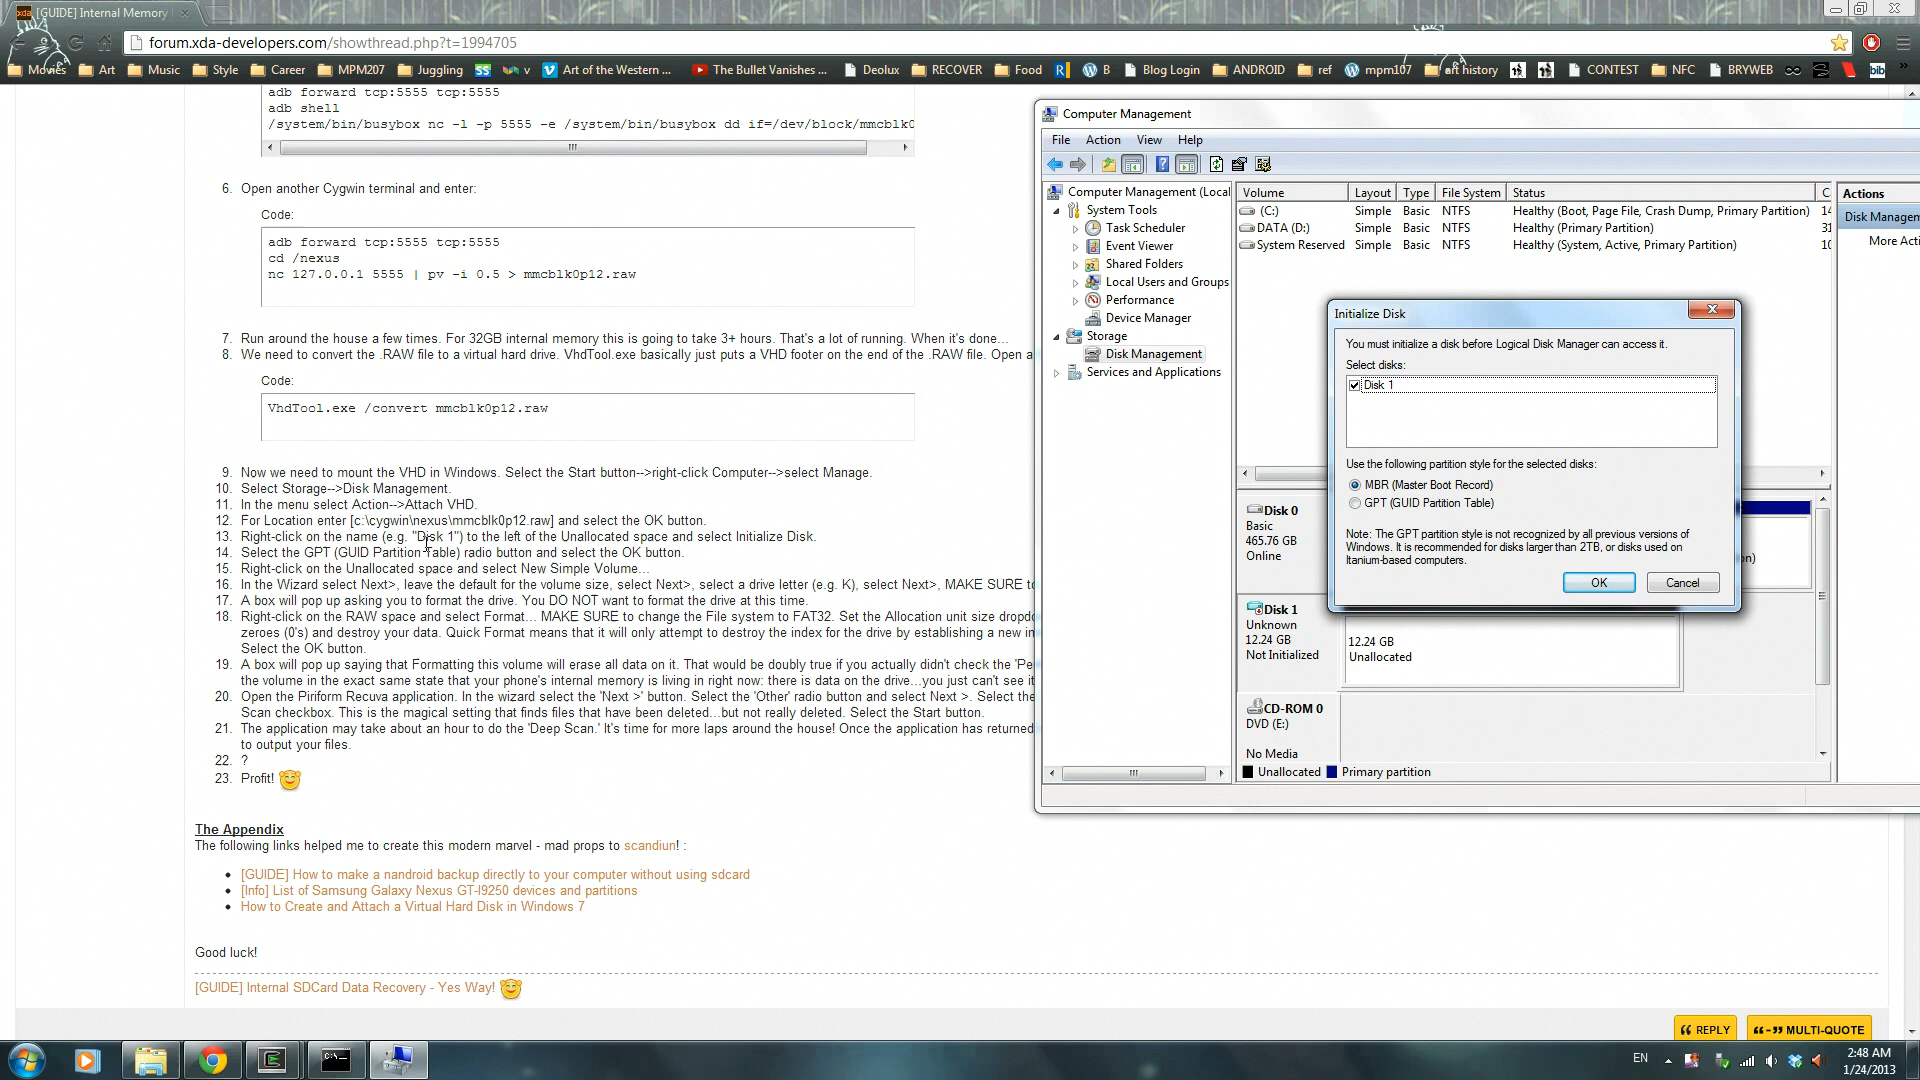 [GUIDE] Internal Memory
forum.xda-developers.com/showthread.php?t=1994705
Movies Art Music Style Career MPM207 Juggling v Art of the Western ... The Bullet Vanishes ... Deolux RECOVER Food B Blog Login ANDROID ref mpm107 art history CONTEST NFC BRYWEB bib »
adb forward tcp:5555 tcp:5555
adb shell
/system/bin/busybox nc -l -p 5555 -e /system/bin/busybox dd if=/dev/block/mmcblk0
6. Open another Cygwin terminal and enter:
Code:
adb forward tcp:5555 tcp:5555
cd /nexus
nc 127.0.0.1 5555 | pv -i 0.5 > mmcblk0p12.raw
7. Run around the house a few times. For 32GB internal memory this is going to take 3+ hours. That's a lot of running. When it's done...
8. We need to convert the .RAW file to a virtual hard drive. VhdTool.exe basically just puts a VHD footer on the end of the .RAW file. Open a
Code:
VhdTool.exe /convert mmcblk0p12.raw
9. Now we need to mount the VHD in Windows. Select the Start button-->right-click Computer-->select Manage.
10. Select Storage-->Disk Management.
11. In the menu select Action-->Attach VHD.
12. For Location enter [c:\cygwin\nexus\mmcblk0p12.raw] and select the OK button.
13. Right-click on the name (e.g. "Disk 1") to the left of the Unallocated space and select Initialize Disk.
14. Select the GPT (GUID Partition Table) radio button and select the OK button.
15. Right-click on the Unallocated space and select New Simple Volume...
16. In the Wizard select Next>, leave the default for the volume size, select Next>, select a drive letter (e.g. K), select Next>, MAKE SURE to
17. A box will pop up asking you to format the drive. You DO NOT want to format the drive at this time.
18. Right-click on the RAW space and select Format... MAKE SURE to change the File system to FAT32. Set the Allocation unit size dropdo
zeroes (0's) and destroy your data. Quick Format means that it will only attempt to destroy the index for the drive by establishing a new in
Select the OK button.
19. A box will pop up saying that Formatting this volume will erase all data on it. That would be doubly true if you actually didn't check the 'Pe
the volume in the exact same state that your phone's internal memory is living in right now: there is data on the drive...you just can't see it
20. Open the Piriform Recuva application. In the wizard select the 'Next >' button. Select the 'Other' radio button and select Next >. Select the
Scan checkbox. This is the magical setting that finds files that have been deleted...but not really deleted. Select the Start button.
21. The application may take about an hour to do the 'Deep Scan.' It's time for more laps around the house! Once the application has returned
to output your files.
22. ?
23. Profit!
The Appendix
The following links helped me to create this modern marvel - mad props to scandiun! :
• [GUIDE] How to make a nandroid backup directly to your computer without using sdcard
• [Info] List of Samsung Galaxy Nexus GT-I9250 devices and partitions
• How to Create and Attach a Virtual Hard Disk in Windows 7
Good luck!
[GUIDE] Internal SDCard Data Recovery - Yes Way!
REPLY MULTI-QUOTE
Computer Management
File Action View Help
Computer Management (Local
System Tools
Task Scheduler
Event Viewer
Shared Folders
Local Users and Groups
Performance
Device Manager
Storage
Disk Management
Services and Applications
Volume Layout Type File System Status C
(C:) Simple Basic NTFS Healthy (Boot, Page File, Crash Dump, Primary Partition) 14
DATA (D:) Simple Basic NTFS Healthy (Primary Partition) 31
System Reserved Simple Basic NTFS Healthy (System, Active, Primary Partition) 10
Actions
Disk Managem
More Acti
Initialize Disk
You must initialize a disk before Logical Disk Manager can access it.
Select disks:
Disk 1
Use the following partition style for the selected disks:
MBR (Master Boot Record)
GPT (GUID Partition Table)
Note: The GPT partition style is not recognized by all previous versions of
Windows. It is recommended for disks larger than 2TB, or disks used on
Itanium-based computers.
OK Cancel
Disk 0
Basic
465.76 GB
Online
on)
Disk 1
Unknown
12.24 GB
Not Initialized
12.24 GB
Unallocated
CD-ROM 0
DVD (E:)
No Media
Unallocated Primary partition
EN
2:48 AM
1/24/2013